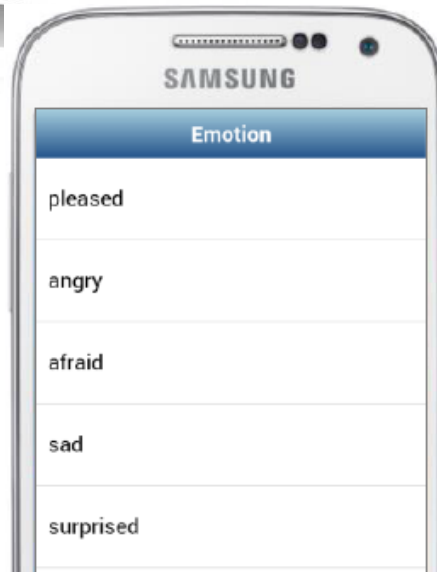 SAMSUNG
Emotion
pleased
angry
afraid
sad
surprised